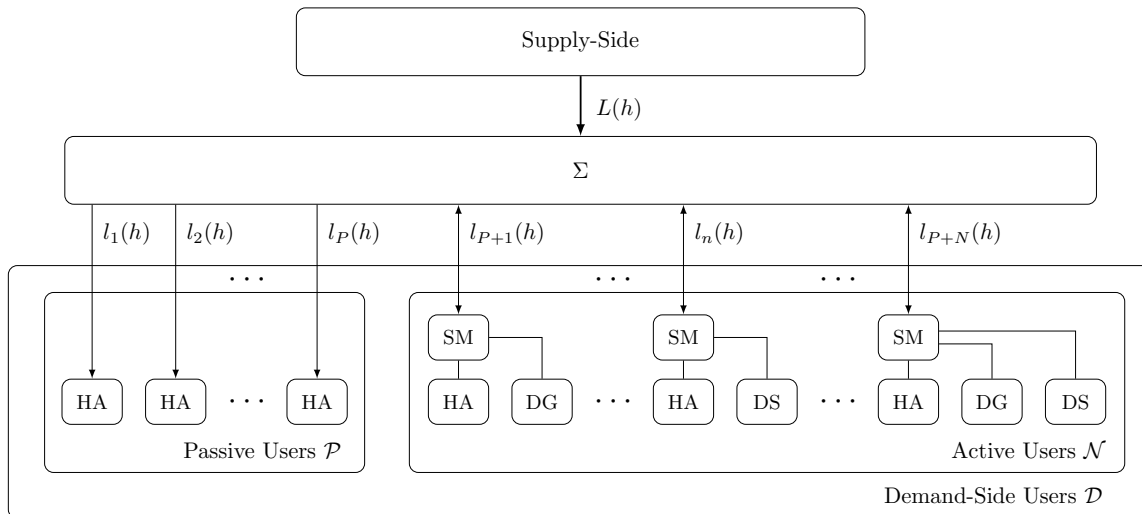 Supply-Side
L(h)
Σ
l_1(h) l_2(h) l_P(h) l_{P+1}(h) l_n(h) l_{P+N}(h)
··· ··· ···
SM SM SM
HA HA ··· HA HA DG ··· HA DS ··· HA DG DS
Passive Users 𝒫 Active Users 𝒩
Demand-Side Users 𝒟